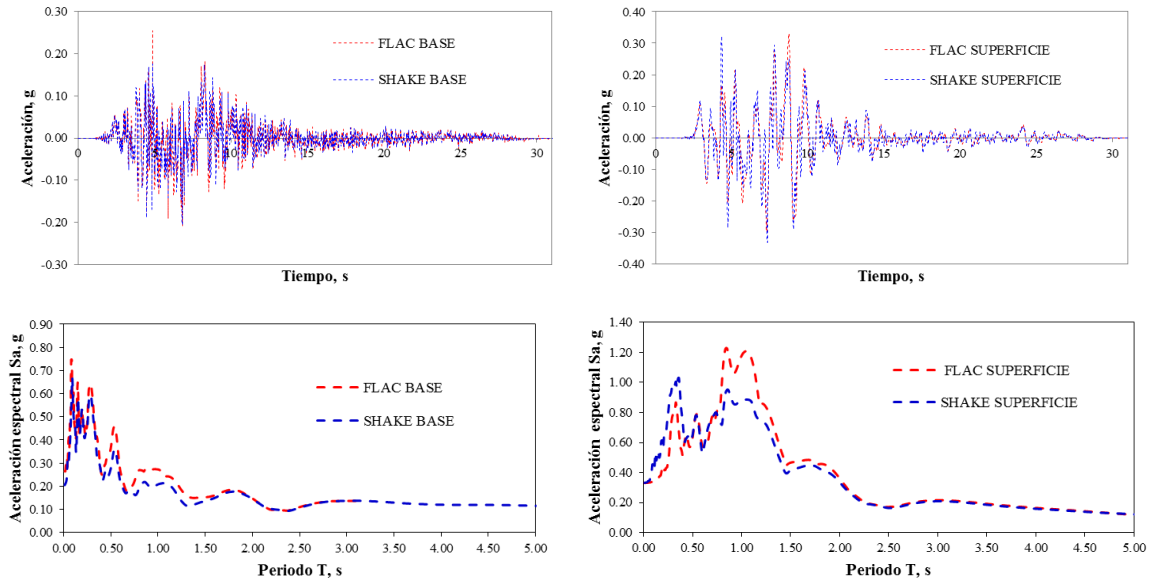 0.30
0.20
0.10
0.00
-0.10
-0.20
-0.30
0 5 10 15 20 25 30
Aceleración, g
Tiempo, s
FLAC BASE
SHAKE BASE
0.40
0.30
0.20
0.10
0.00
-0.10
-0.20
-0.30
-0.40
0 5 10 15 20 25 30
Aceleración, g
Tiempo, s
FLAC SUPERFICIE
SHAKE SUPERFICIE
0.90
0.80
0.70
0.60
0.50
0.40
0.30
0.20
0.10
0.00
0.00 0.50 1.00 1.50 2.00 2.50 3.00 3.50 4.00 4.50 5.00
Aceleración espectral Sa, g
Periodo T, s
FLAC BASE
SHAKE BASE
1.40
1.20
1.00
0.80
0.60
0.40
0.20
0.00
0.00 0.50 1.00 1.50 2.00 2.50 3.00 3.50 4.00 4.50 5.00
Aceleración espectral Sa, g
Periodo T, s
FLAC SUPERFICIE
SHAKE SUPERFICIE